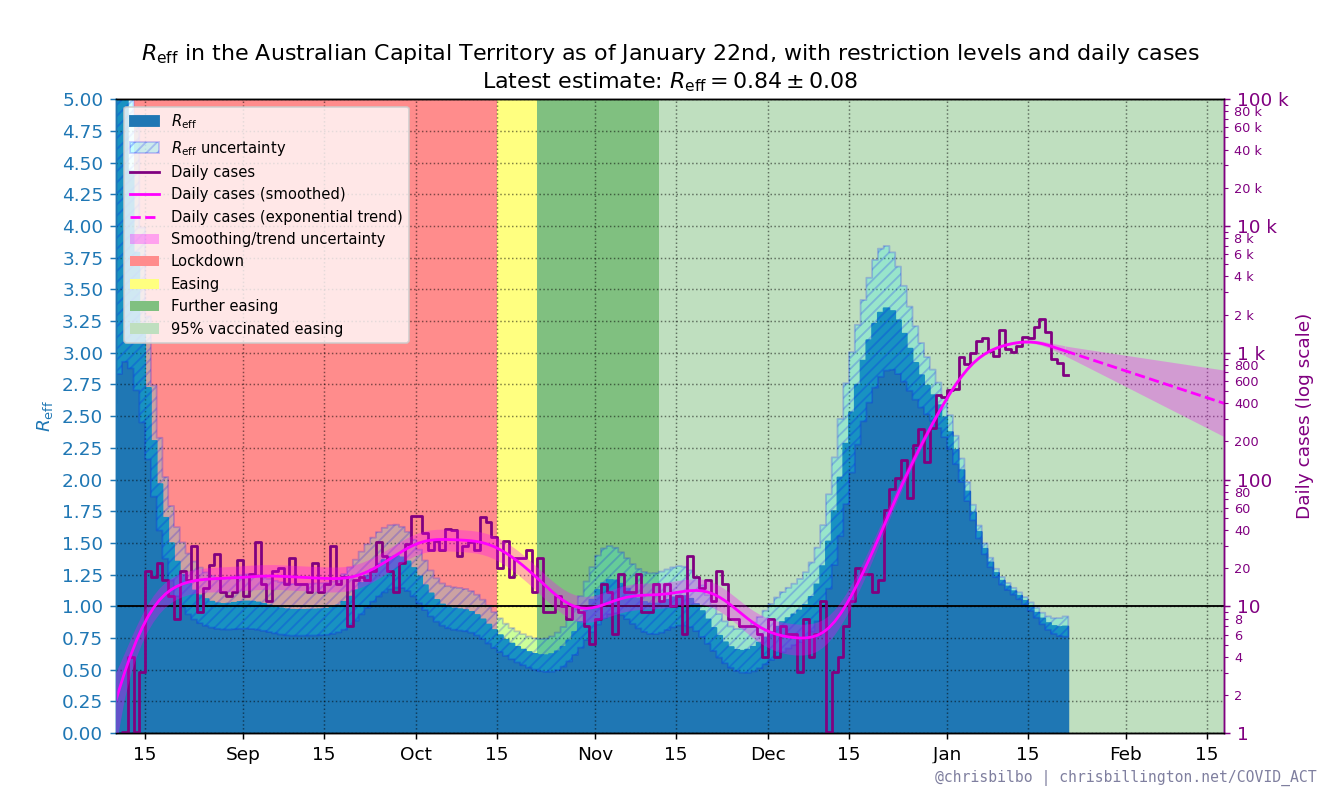 R_eff in the Australian Capital Territory as of January 22nd, with restriction levels and daily cases
Latest estimate: R_eff = 0.84 ± 0.08
R_eff
R_eff uncertainty
Daily cases
Daily cases (smoothed)
Daily cases (exponential trend)
Smoothing/trend uncertainty
Lockdown
Easing
Further easing
95% vaccinated easing
R_eff
5.00
4.75
4.50
4.25
4.00
3.75
3.50
3.25
3.00
2.75
2.50
2.25
2.00
1.75
1.50
1.25
1.00
0.75
0.50
0.25
0.00
100 k
80 k
60 k
40 k
20 k
10 k
8 k
6 k
4 k
2 k
1 k
800
600
400
200
100
80
60
40
20
10
8
6
4
2
1
Daily cases (log scale)
15 Sep 15 Oct 15 Nov 15 Dec 15 Jan 15 Feb 15
@chrisbilbo | chrisbillington.net/COVID_ACT